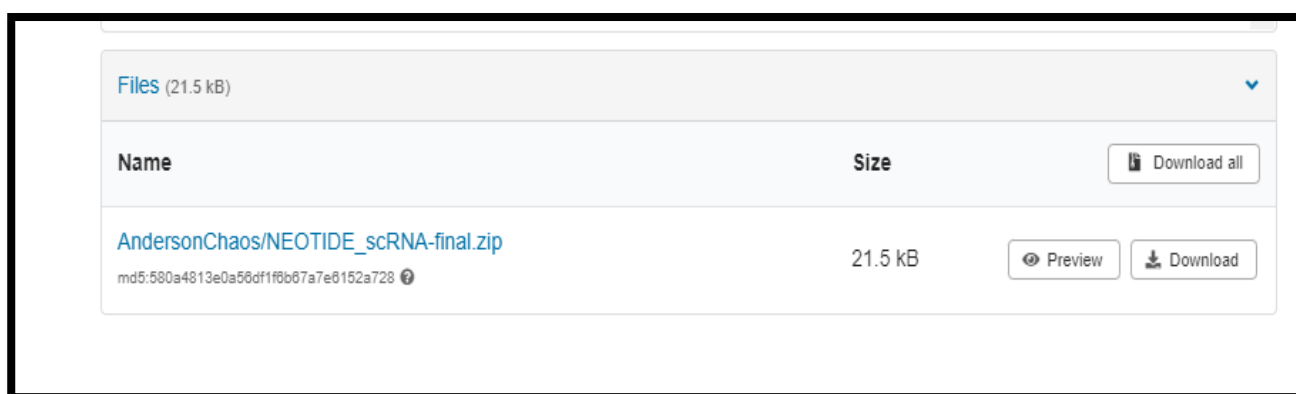 Files (21.5 kB)
Name Size Download all
AndersonChaos/NEOTIDE_scRNA-final.zip 21.5 kB Preview Download
md5:580a4813e0a56df1f6b67a7e6152a728